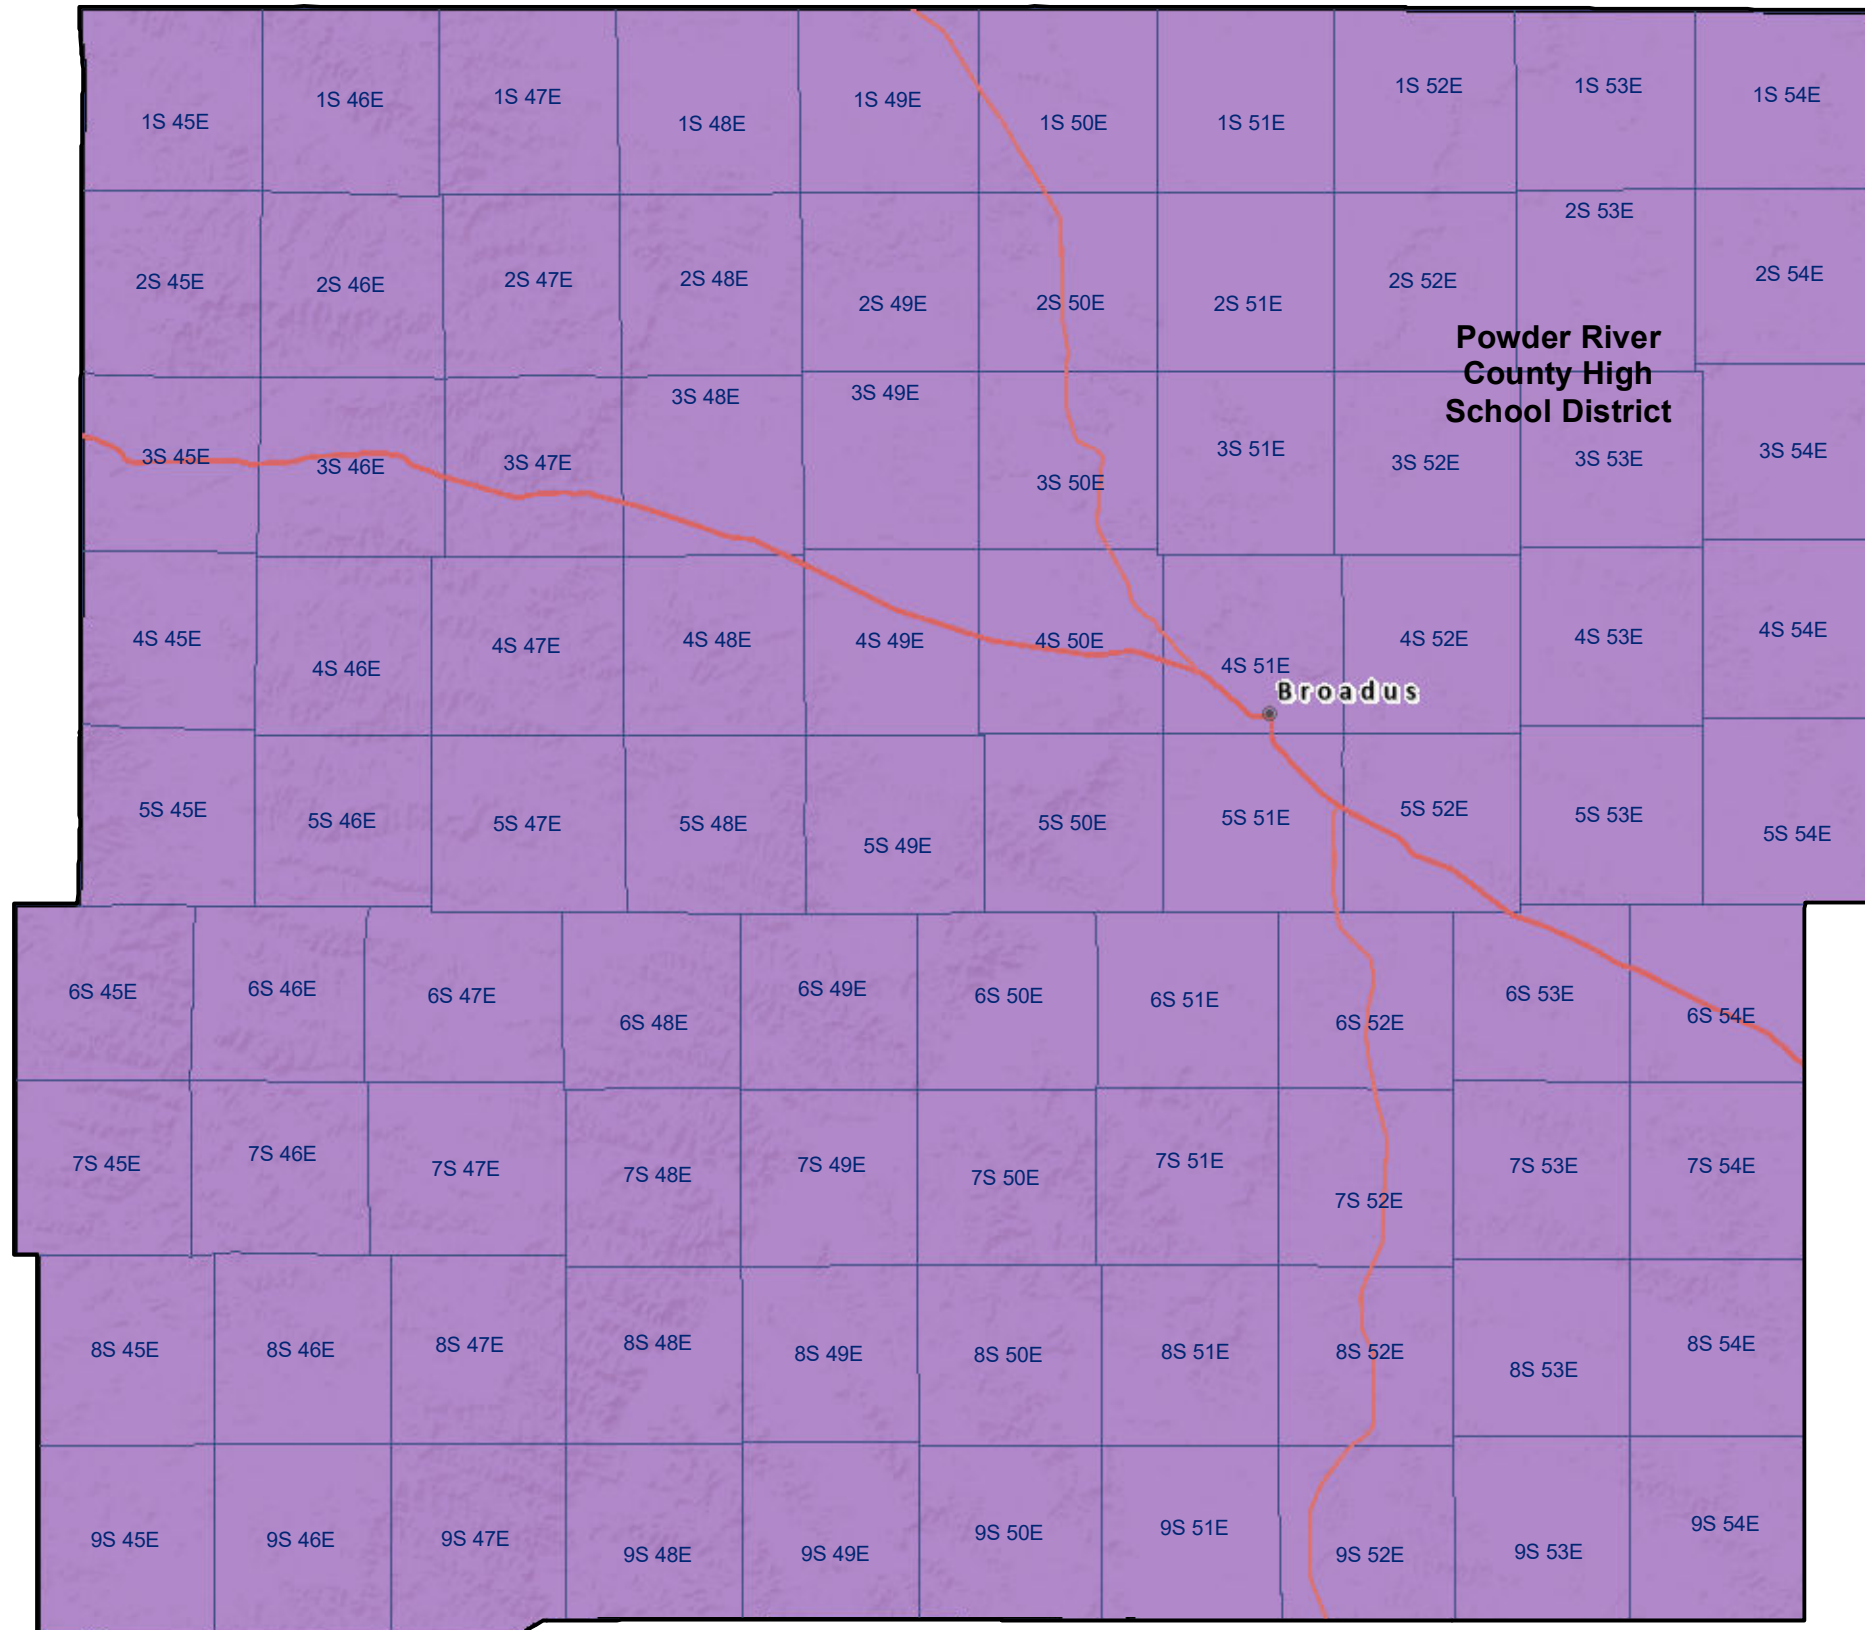 1S 45E
1S 46E
1S 47E
1S 48E
1S 49E
1S 50E
1S 51E
1S 52E
1S 53E
1S 54E
2S 45E
2S 46E
2S 47E
2S 48E
2S 49E
2S 50E
2S 51E
2S 52E
2S 53E
2S 54E
Powder River
County High
School District
3S 45E
3S 46E
3S 47E
3S 48E
3S 49E
3S 50E
3S 51E
3S 52E
3S 53E
3S 54E
4S 45E
4S 46E
4S 47E
4S 48E
4S 49E
4S 50E
4S 51E
4S 52E
4S 53E
4S 54E
Broadus
5S 45E
5S 46E
5S 47E
5S 48E
5S 49E
5S 50E
5S 51E
5S 52E
5S 53E
5S 54E
6S 45E
6S 46E
6S 47E
6S 48E
6S 49E
6S 50E
6S 51E
6S 52E
6S 53E
6S 54E
7S 45E
7S 46E
7S 47E
7S 48E
7S 49E
7S 50E
7S 51E
7S 52E
7S 53E
7S 54E
8S 45E
8S 46E
8S 47E
8S 48E
8S 49E
8S 50E
8S 51E
8S 52E
8S 53E
8S 54E
9S 45E
9S 46E
9S 47E
9S 48E
9S 49E
9S 50E
9S 51E
9S 52E
9S 53E
9S 54E